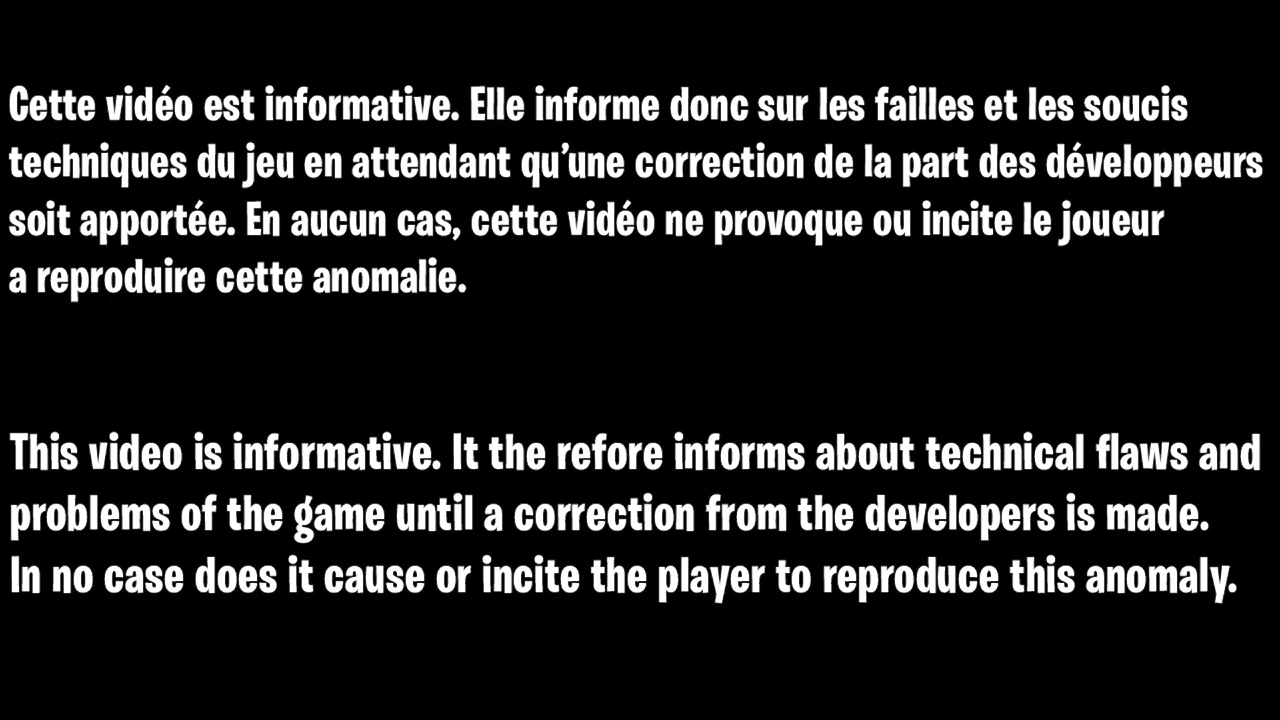 Cette vidéo est informative. Elle informe donc sur les failles et les soucis
techniques du jeu en attendant qu’une correction de la part des développeurs
soit apportée. En aucun cas, cette vidéo ne provoque ou incite le joueur
a reproduire cette anomalie.
This video is informative. It the refore informs about technical flaws and
problems of the game until a correction from the developers is made.
In no case does it cause or incite the player to reproduce this anomaly.